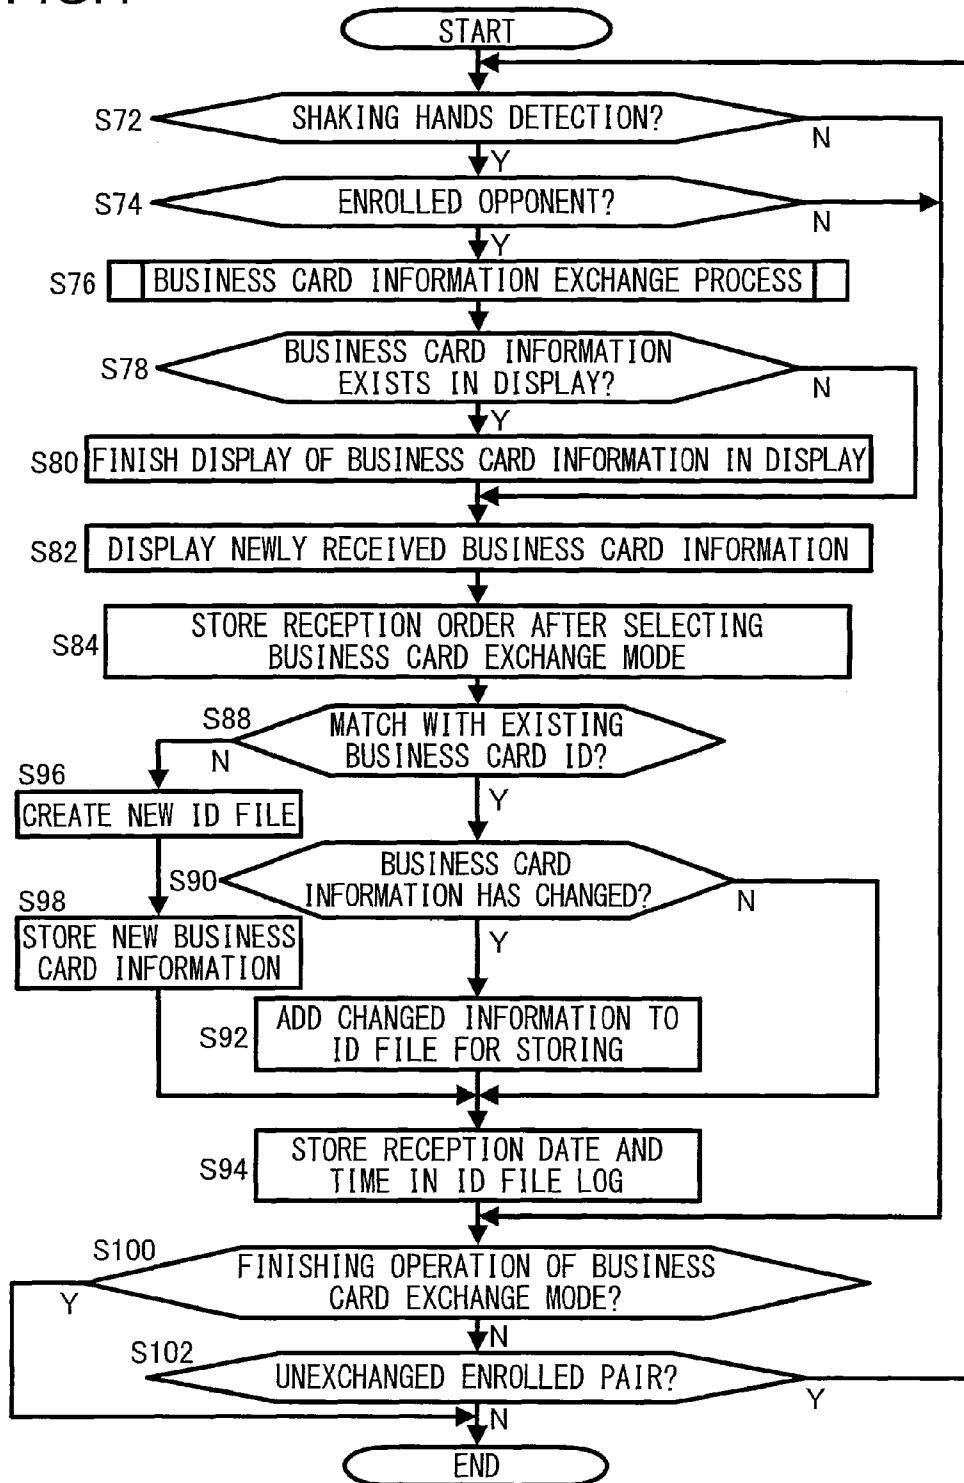 START
S72
SHAKING HANDS DETECTION?
N
Y
S74
ENROLLED OPPONENT?
N
Y
S76
BUSINESS CARD INFORMATION EXCHANGE PROCESS
S78
BUSINESS CARD INFORMATION
EXISTS IN DISPLAY?
N
Y
S80
FINISH DISPLAY OF BUSINESS CARD INFORMATION IN DISPLAY
S82
DISPLAY NEWLY RECEIVED BUSINESS CARD INFORMATION
S84
STORE RECEPTION ORDER AFTER SELECTING
BUSINESS CARD EXCHANGE MODE
S88
MATCH WITH EXISTING
BUSINESS CARD ID?
N
Y
S96
CREATE NEW ID FILE
S90
BUSINESS CARD
INFORMATION HAS CHANGED?
N
Y
S98
STORE NEW BUSINESS
CARD INFORMATION
S92
ADD CHANGED INFORMATION TO
ID FILE FOR STORING
S94
STORE RECEPTION DATE AND
TIME IN ID FILE LOG
S100
FINISHING OPERATION OF BUSINESS
CARD EXCHANGE MODE?
Y
N
S102
UNEXCHANGED ENROLLED PAIR?
Y
N
END